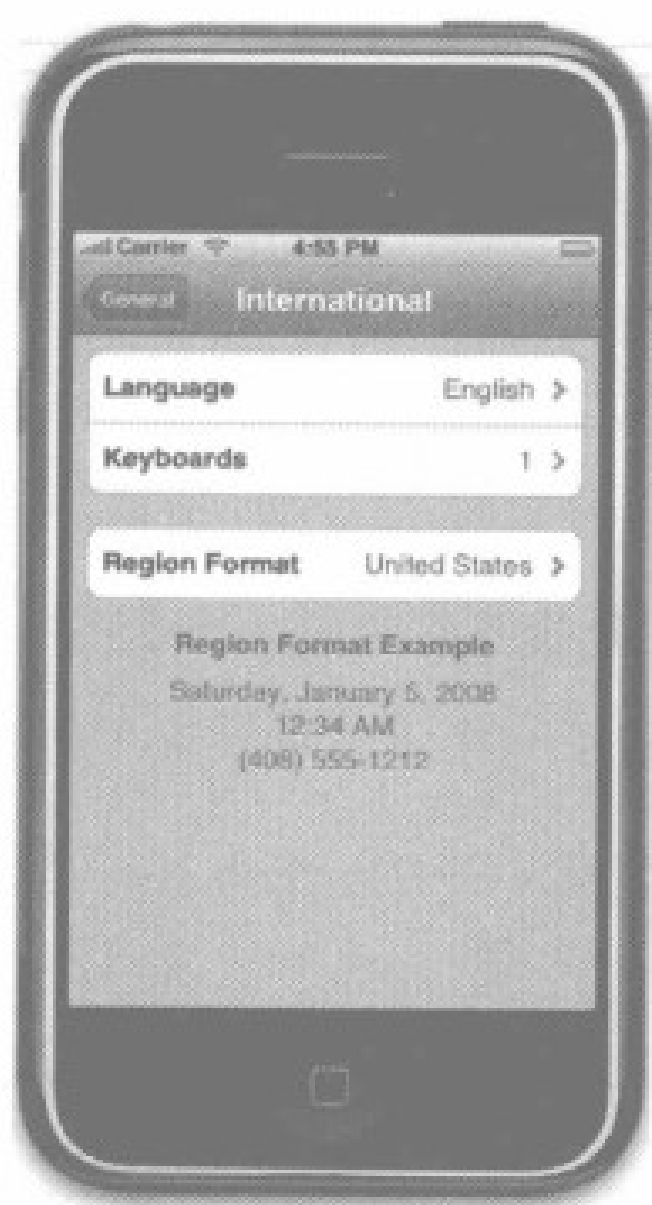 Carrier 4:55 PM
General International
Language English
Keyboards 1
Region Format United States
Region Format Example
Saturday, January 5, 2008
12:34 AM
(408) 555-1212